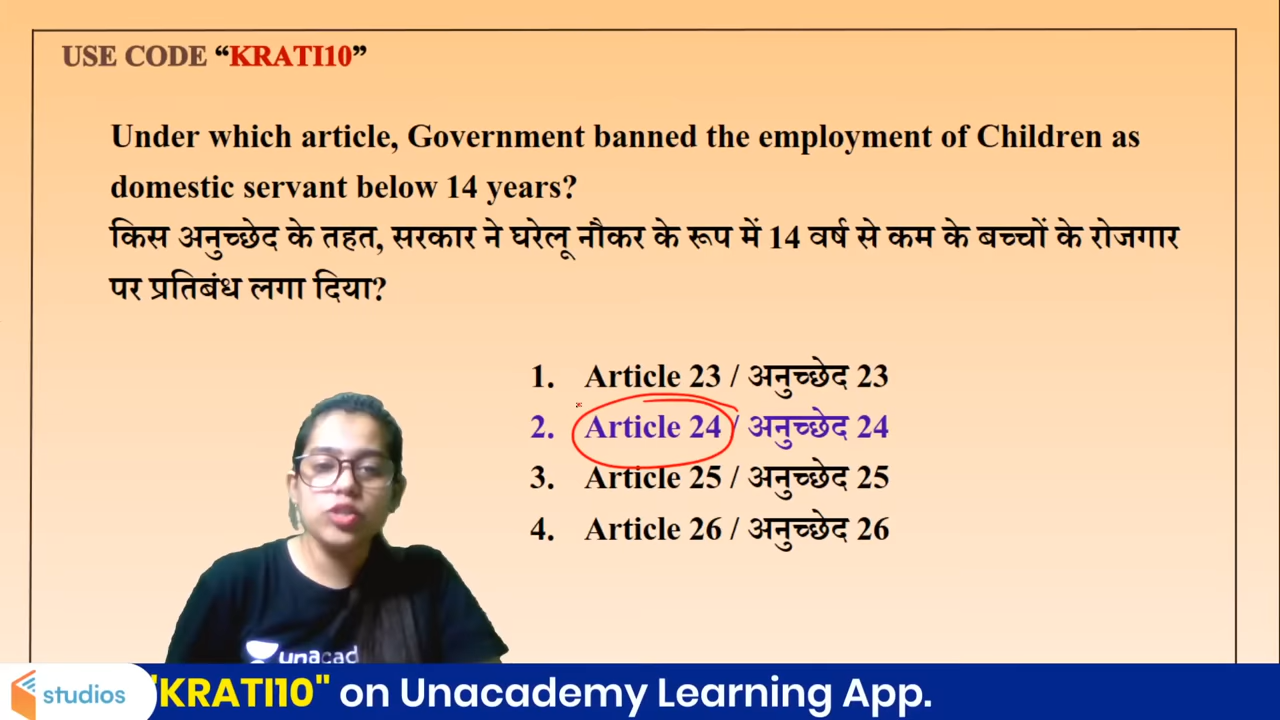 USE CODE “KRATI10”
Under which article, Government banned the employment of Children as
domestic servant below 14 years?
किस अनुच्छेद के तहत, सरकार ने घरेलू नौकर के रूप में 14 वर्ष से कम के बच्चों के रोजगार
पर प्रतिबंध लगा दिया?
1. Article 23 / अनुच्छेद 23
2. Article 24 / अनुच्छेद 24
3. Article 25 / अनुच्छेद 25
4. Article 26 / अनुच्छेद 26
unacad
studios "KRATI10" on Unacademy Learning App.